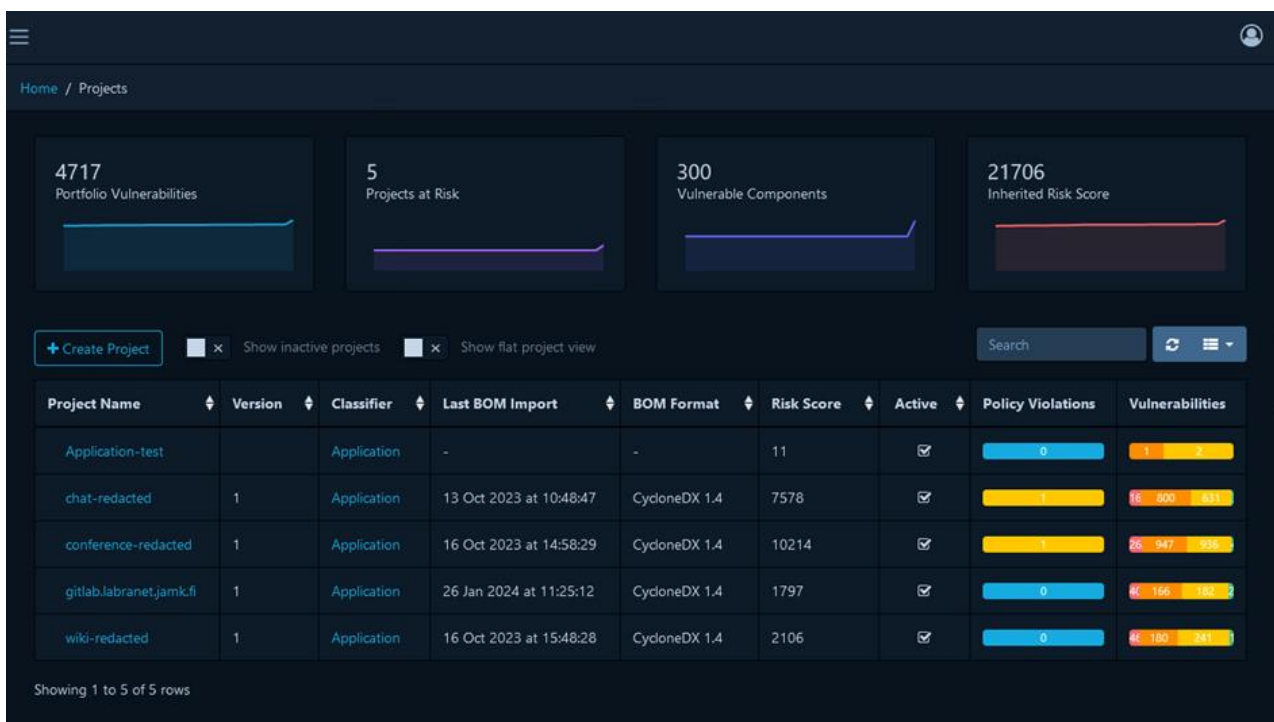 Home / Projects
4717
Portfolio Vulnerabilities
5
Projects at Risk
300
Vulnerable Components
21706
Inherited Risk Score
Create Project Show inactive projects Show flat project view Search
Project Name Version Classifier Last BOM Import BOM Format Risk Score Active Policy Violations Vulnerabilities
Application-test Application - - 11 0 1 2
chat-redacted 1 Application 13 Oct 2023 at 10:48:47 CycloneDX 1.4 7578 1 800 631
conference-redacted 1 Application 16 Oct 2023 at 14:58:29 CycloneDX 1.4 10214 1 947 936
gitlab.labranet.jamk.fi 1 Application 26 Jan 2024 at 11:25:12 CycloneDX 1.4 1797 0 166 182 2
wiki-redacted 1 Application 16 Oct 2023 at 15:48:28 CycloneDX 1.4 2106 0 180 241 1
Showing 1 to 5 of 5 rows